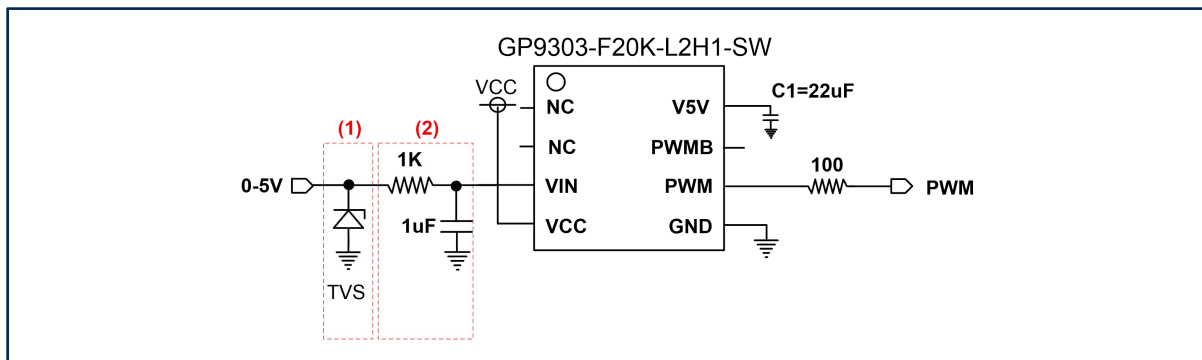 GP9303-F20K-L2H1-SW
VCC
C1=22uF
NC
V5V
(1)
(2)
NC
PWMB
1K
100
0-5V
VIN
PWM
PWM
1uF
VCC
GND
TVS